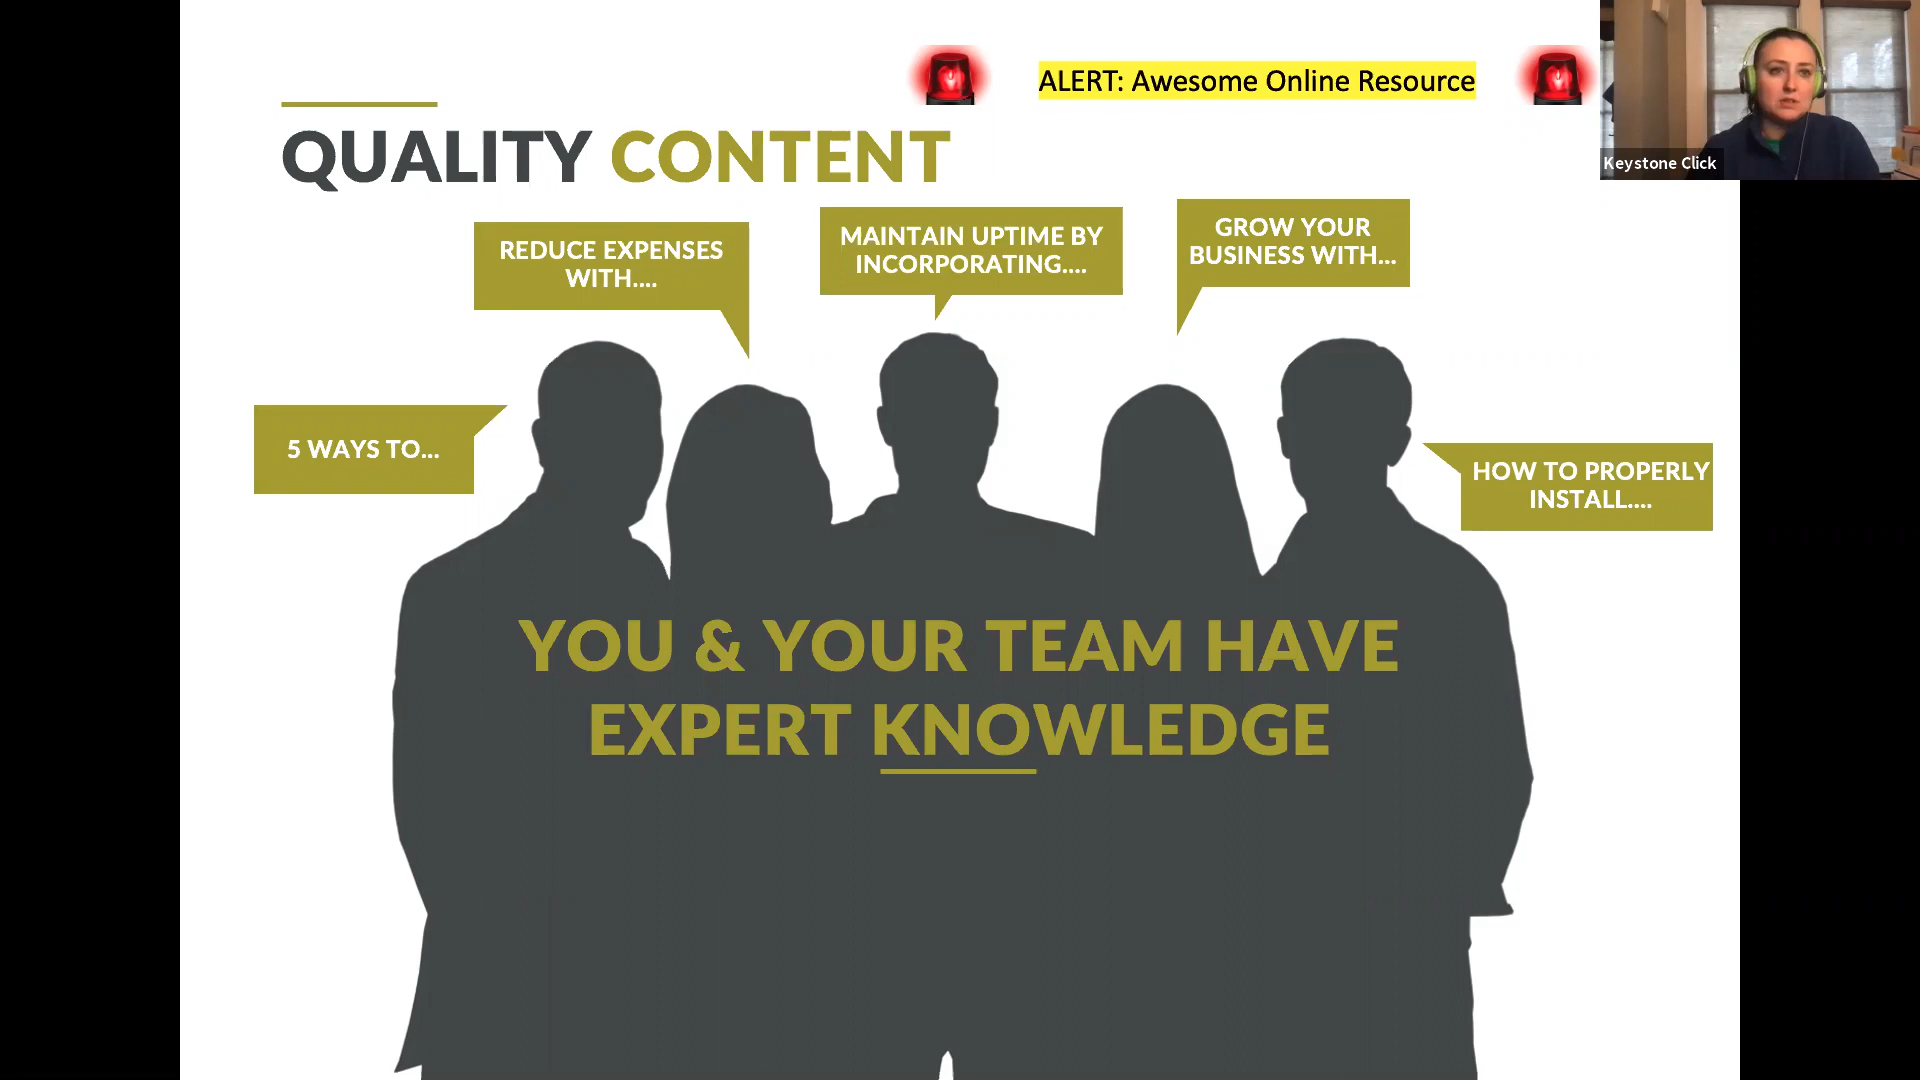 ALERT: Awesome Online Resource
Keystone Click
QUALITY CONTENT
REDUCE EXPENSES
WITH....
MAINTAIN UPTIME BY
INCORPORATING....
GROW YOUR
BUSINESS WITH...
5 WAYS TO...
HOW TO PROPERLY
INSTALL....
YOU & YOUR TEAM HAVE
EXPERT KNOWLEDGE